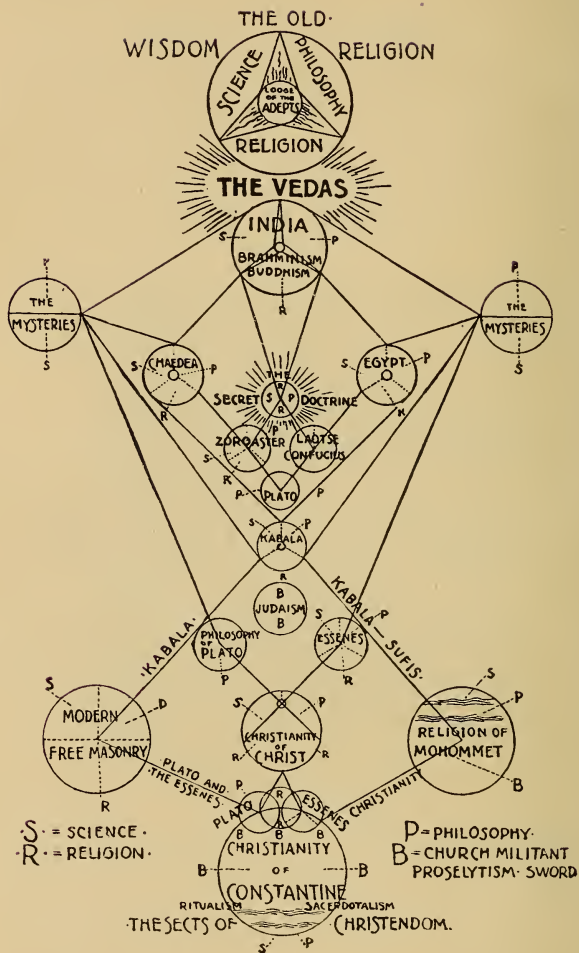 THE OLD·
WISDOM RELIGION
SCIENCE
PHILOSOPHY
LODGE
OF THE
ADEPTS
RELIGION
THE VEDAS
INDIA
S P
BRAHMINISM
BUDDHISM
R
P
THE
MYSTERIES
S
P
THE
MYSTERIES
S
CHAEDEA
S P
R
EGYPT.
S P
R
THE
R
S P
R
SECRET DOCTRINE
P
ZOROASTER
S
R
LAOTSE
CONFUCIUS
P PLATO P
S P
KABALA
R
B
JUDAISM
B
·KABALA·
KABALA—SUFIS·
PHILOSOPHY
OF
PLATO
P
S R
ESSENES
R
S
MODERN
D
FREE MASONRY
R
S P
CHRISTIANITY
OF
CHRIST
R R
S
P
RELIGION OF
MOHOMMET
B
PLATO AND
THE ESSENES
CHRISTIANITY
P
PLATO
R
ESSENES
B B B
CHRISTIANITY
B OF B
CONSTANTINE
RITUALISM SACERDOTALISM
·THE SECTS OF CHRISTENDOM.
S P
·S· = SCIENCE·
·R· = RELIGION·
P = PHILOSOPHY·
B = CHURCH MILITANT
PROSELYTISM· SWORD